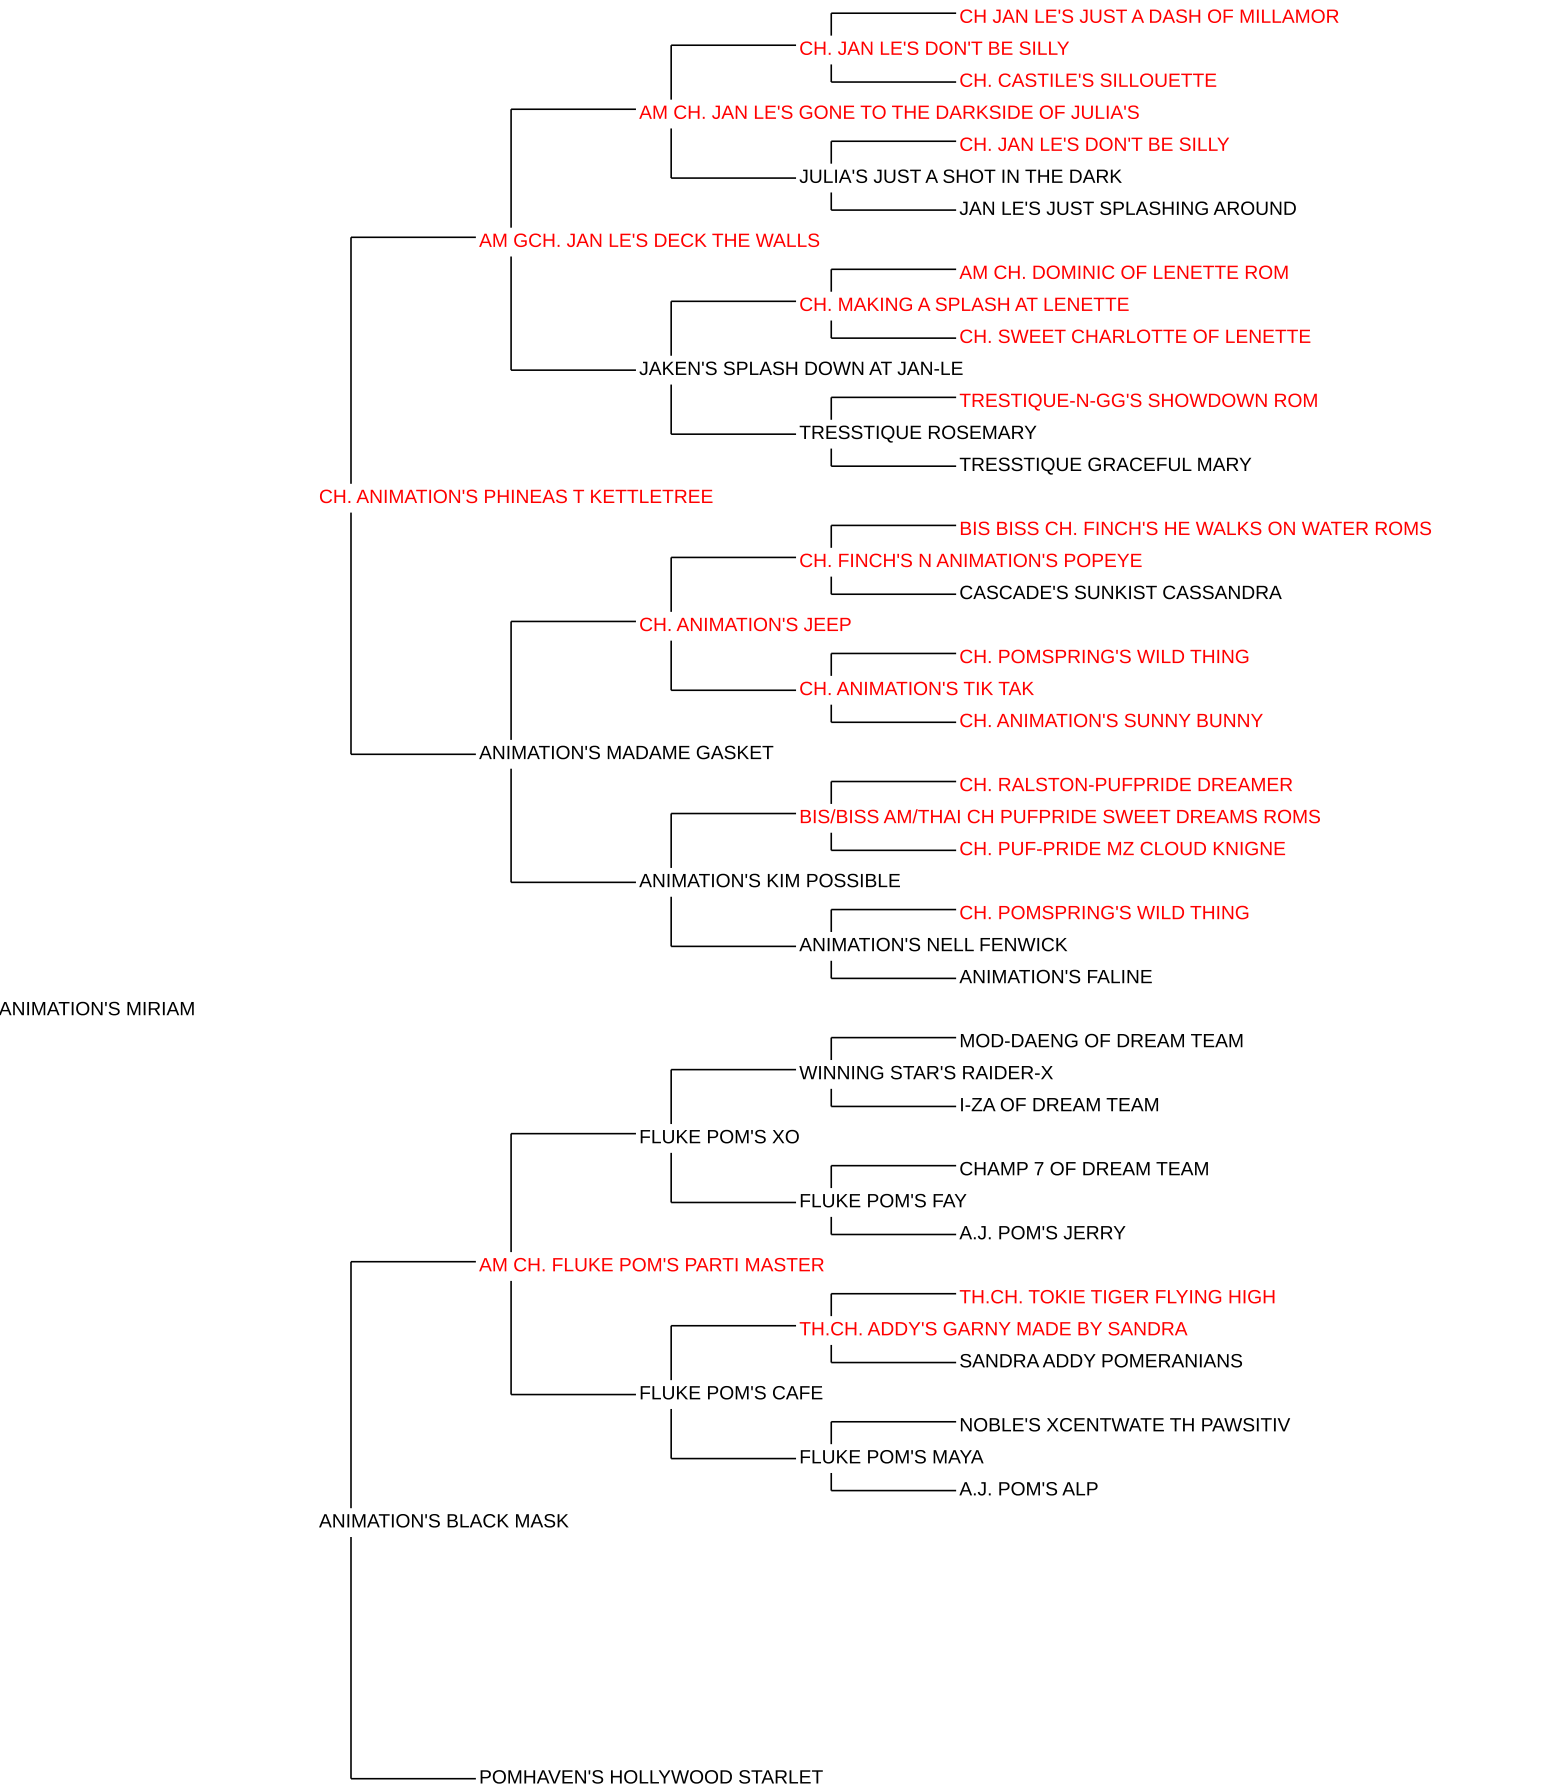 CH JAN LE'S JUST A DASH OF MILLAMOR
CH. JAN LE'S DON'T BE SILLY
CH. CASTILE'S SILLOUETTE
AM CH. JAN LE'S GONE TO THE DARKSIDE OF JULIA'S
CH. JAN LE'S DON'T BE SILLY
JULIA'S JUST A SHOT IN THE DARK
JAN LE'S JUST SPLASHING AROUND
AM GCH. JAN LE'S DECK THE WALLS
AM CH. DOMINIC OF LENETTE ROM
CH. MAKING A SPLASH AT LENETTE
CH. SWEET CHARLOTTE OF LENETTE
JAKEN'S SPLASH DOWN AT JAN-LE
TRESTIQUE-N-GG'S SHOWDOWN ROM
TRESSTIQUE ROSEMARY
TRESSTIQUE GRACEFUL MARY
CH. ANIMATION'S PHINEAS T KETTLETREE
BIS BISS CH. FINCH'S HE WALKS ON WATER ROMS
CH. FINCH'S N ANIMATION'S POPEYE
CASCADE'S SUNKIST CASSANDRA
CH. ANIMATION'S JEEP
CH. POMSPRING'S WILD THING
CH. ANIMATION'S TIK TAK
CH. ANIMATION'S SUNNY BUNNY
ANIMATION'S MADAME GASKET
CH. RALSTON-PUFPRIDE DREAMER
BIS/BISS AM/THAI CH PUFPRIDE SWEET DREAMS ROMS
CH. PUF-PRIDE MZ CLOUD KNIGNE
ANIMATION'S KIM POSSIBLE
CH. POMSPRING'S WILD THING
ANIMATION'S NELL FENWICK
ANIMATION'S FALINE
ANIMATION'S MIRIAM
MOD-DAENG OF DREAM TEAM
WINNING STAR'S RAIDER-X
I-ZA OF DREAM TEAM
FLUKE POM'S XO
CHAMP 7 OF DREAM TEAM
FLUKE POM'S FAY
A.J. POM'S JERRY
AM CH. FLUKE POM'S PARTI MASTER
TH.CH. TOKIE TIGER FLYING HIGH
TH.CH. ADDY'S GARNY MADE BY SANDRA
SANDRA ADDY POMERANIANS
FLUKE POM'S CAFE
NOBLE'S XCENTWATE TH PAWSITIV
FLUKE POM'S MAYA
A.J. POM'S ALP
ANIMATION'S BLACK MASK
POMHAVEN'S HOLLYWOOD STARLET